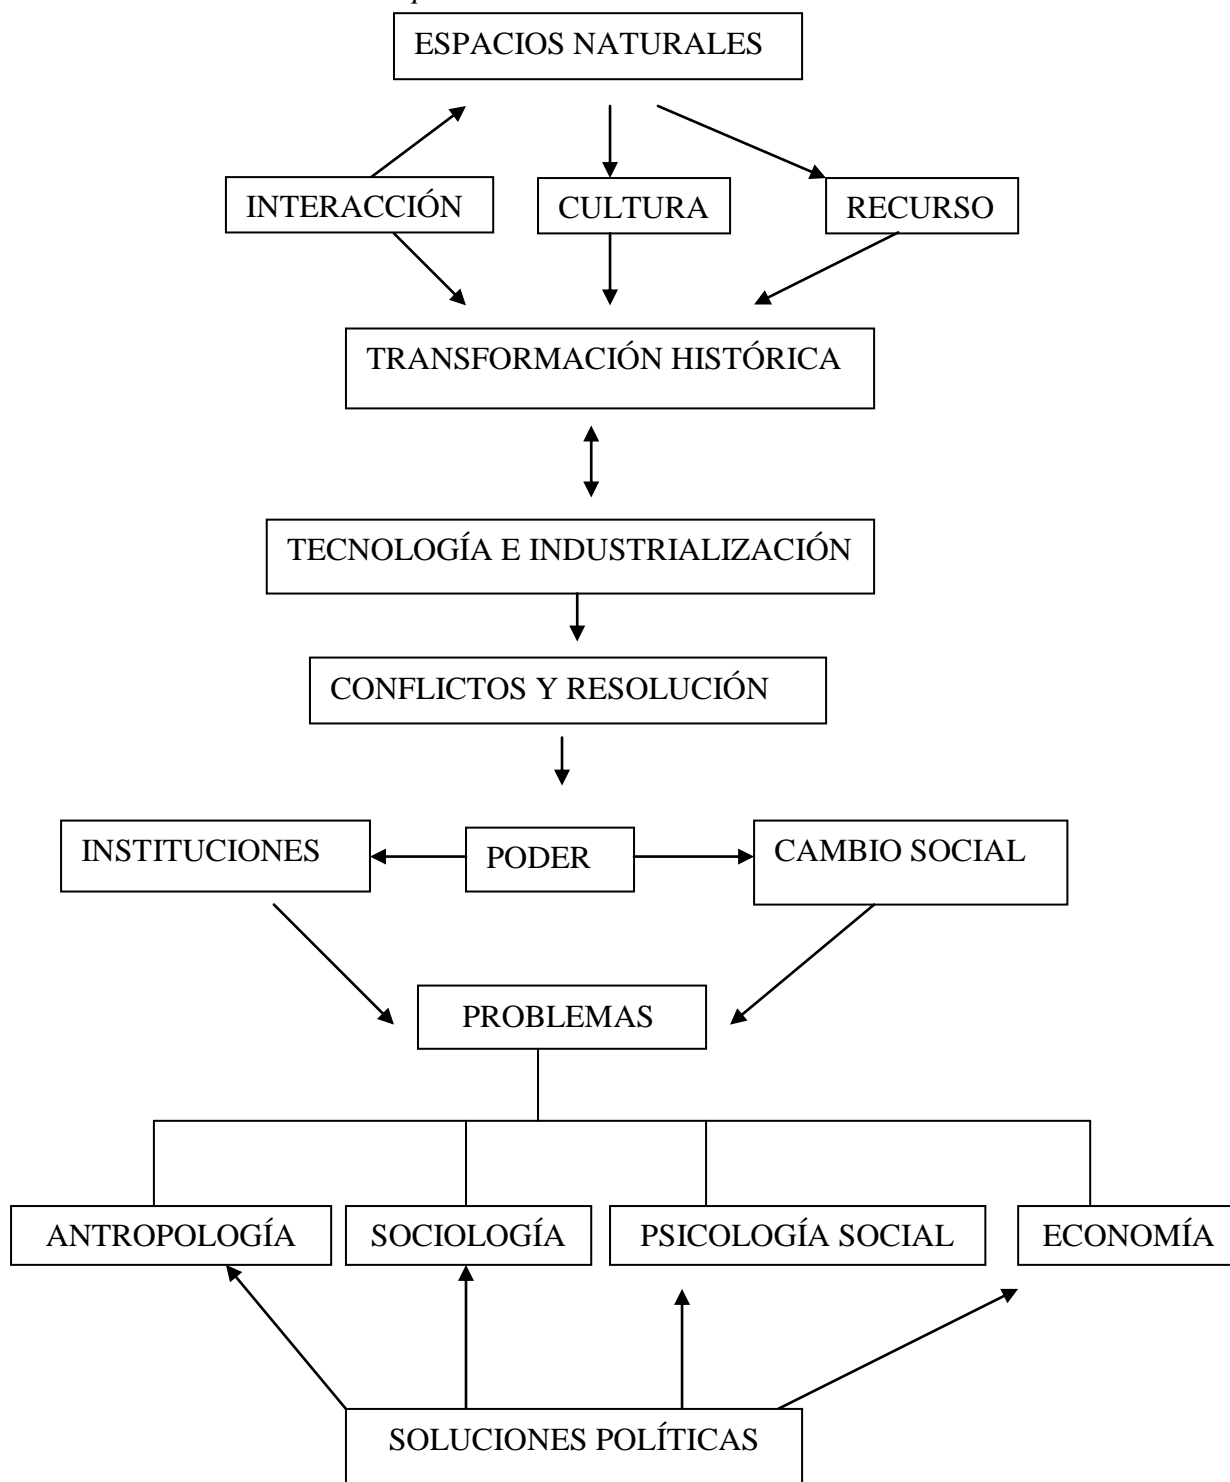 ESPACIOS NATURALES
INTERACCIÓN
CULTURA
RECURSO
TRANSFORMACIÓN HISTÓRICA
TECNOLOGÍA E INDUSTRIALIZACIÓN
CONFLICTOS Y RESOLUCIÓN
INSTITUCIONES
PODER
CAMBIO SOCIAL
PROBLEMAS
ANTROPOLOGÍA
SOCIOLOGÍA
PSICOLOGÍA SOCIAL
ECONOMÍA
SOLUCIONES POLÍTICAS